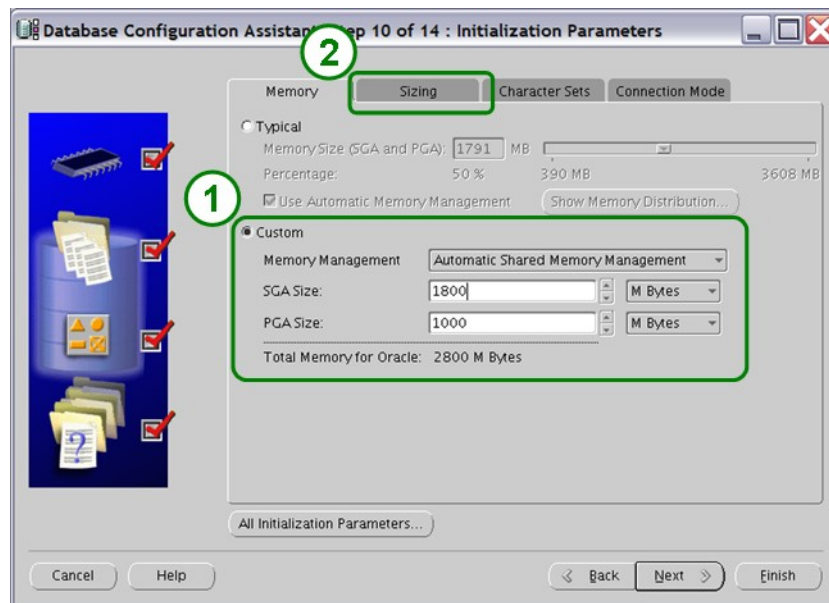 Database Configuration Assistant, Step 10 of 14 : Initialization Parameters
2
Memory Sizing Character Sets Connection Mode
Typical
Memory Size (SGA and PGA): 1791 MB
Percentage: 50 % 390 MB 3608 MB
1
Use Automatic Memory Management Show Memory Distribution...
Custom
Memory Management Automatic Shared Memory Management
SGA Size: 1800 M Bytes
PGA Size: 1000 M Bytes
Total Memory for Oracle: 2800 M Bytes
?
All Initialization Parameters...
Cancel Help Back Next Finish